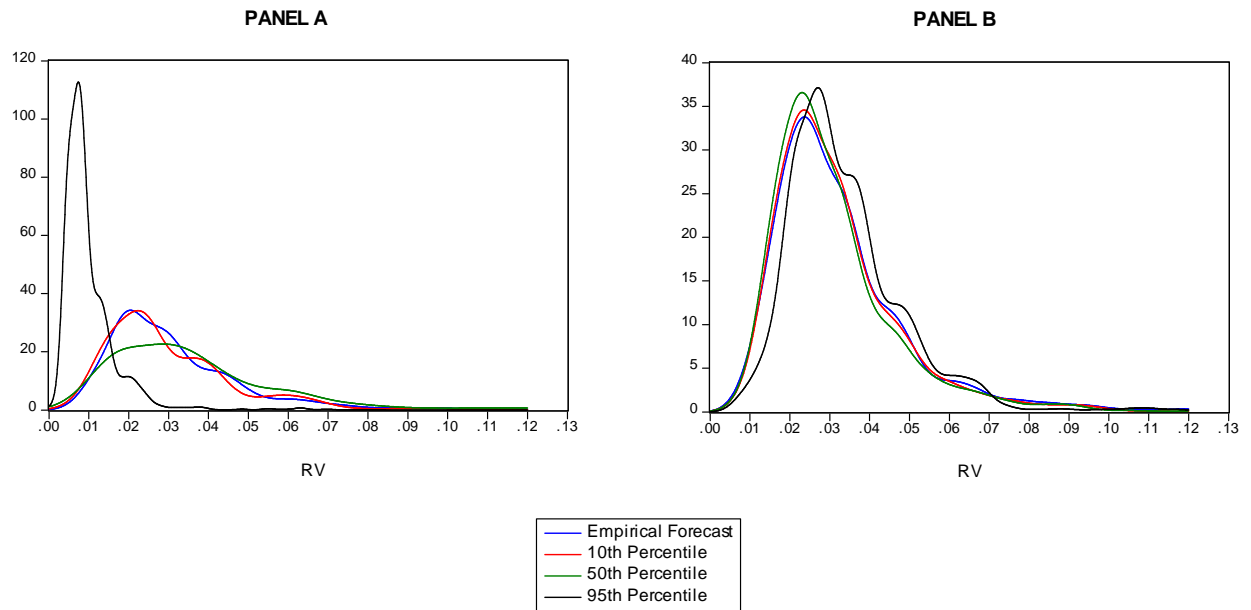 PANEL A
120
100
80
60
40
20
0
.00 .01 .02 .03 .04 .05 .06 .07 .08 .09 .10 .11 .12 .13
RV
PANEL B
40
35
30
25
20
15
10
5
0
.00 .01 .02 .03 .04 .05 .06 .07 .08 .09 .10 .11 .12 .13
RV
Empirical Forecast
10th Percentile
50th Percentile
95th Percentile